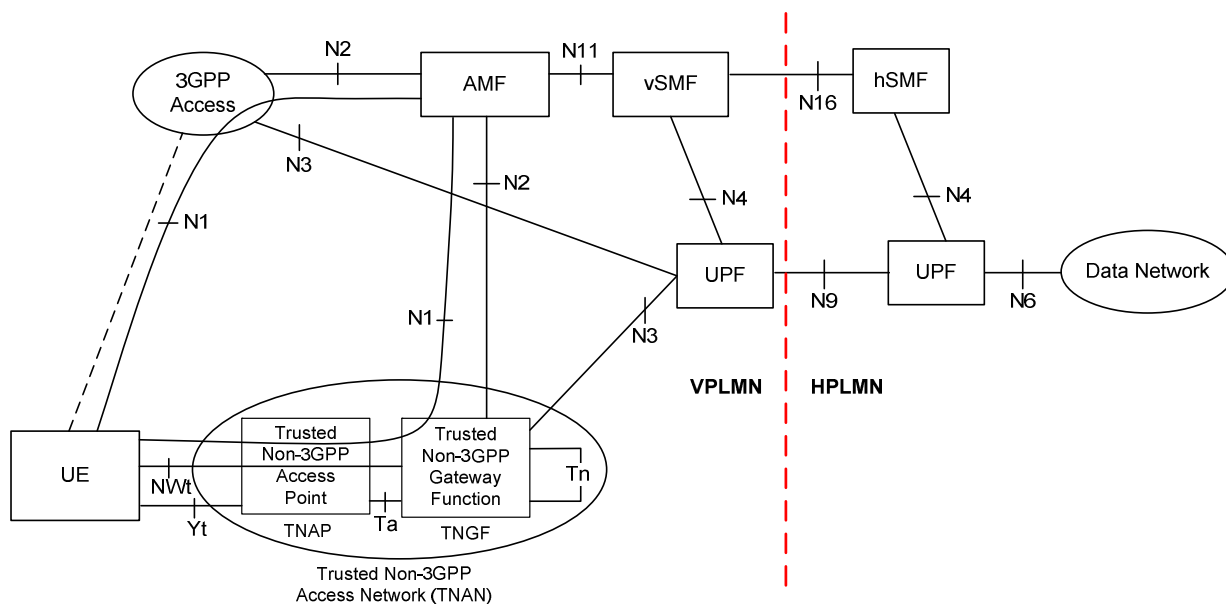 N2
N11
3GPP
Access
AMF
vSMF
hSMF
N16
N3
N2
N1
N4
N4
UPF
UPF
Data Network
N9
N6
N1
N3
VPLMN
HPLMN
UE
Trusted
Non-3GPP
Access
Point
Trusted
Non-3GPP
Gateway
Function
Tn
NWt
Yt
Ta
TNAP
TNGF
Trusted Non-3GPP
Access Network (TNAN)